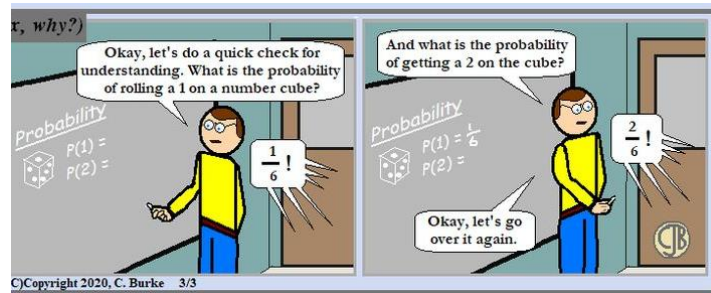 r, why?)
Okay, let's do a quick check for
understanding. What is the probability
of rolling a 1 on a number cube?
Probability
P(1) =
P(2) =
1
6 !
And what is the probability
of getting a 2 on the cube?
Probability
P(1) = 1/6
P(2) =
2
6 !
Okay, let's go
over it again.
CJB
C)Copyright 2020, C. Burke 3/3